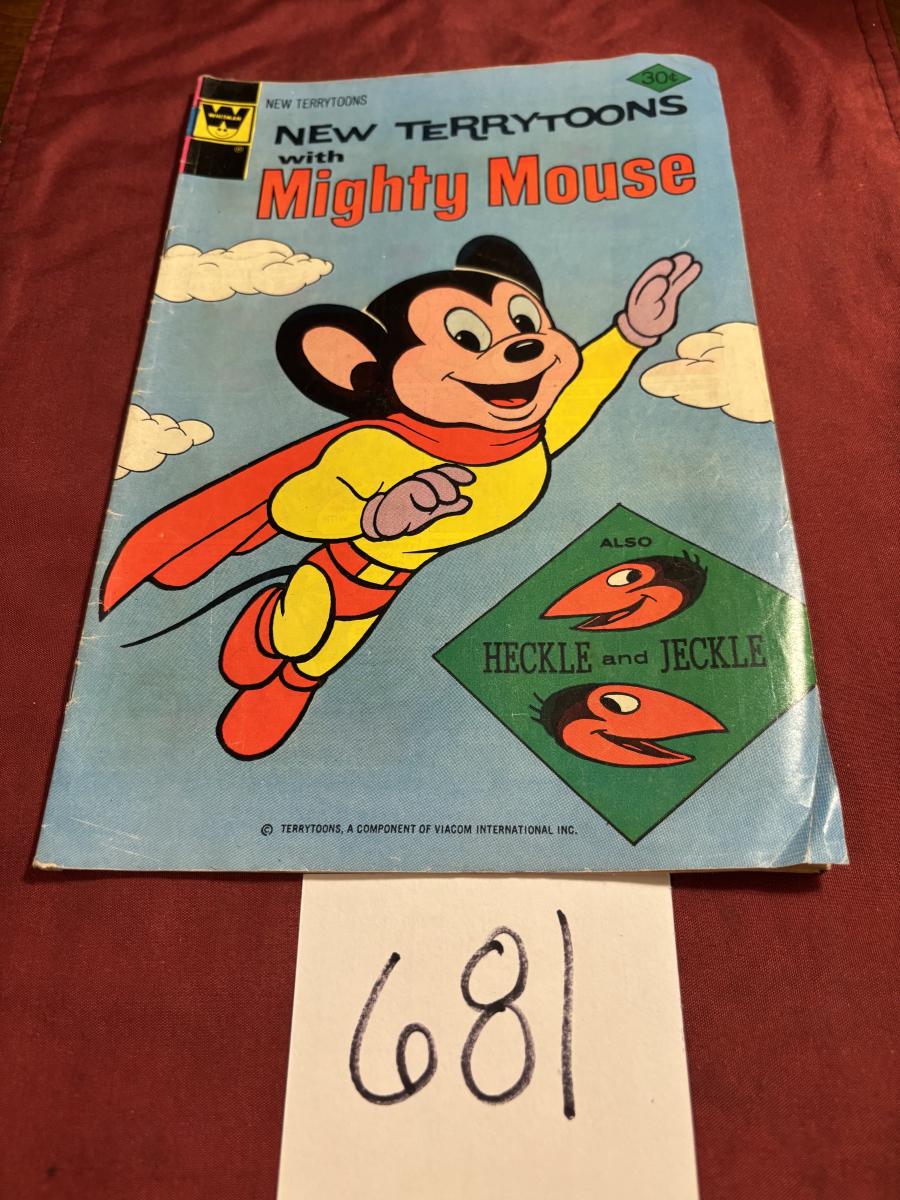 WHITMAN
®
NEW TERRYTOONS
30¢
NEW TERRYTOONS
with
Mighty Mouse
ALSO
HECKLE and JECKLE
© TERRYTOONS, A COMPONENT OF VIACOM INTERNATIONAL INC.
681